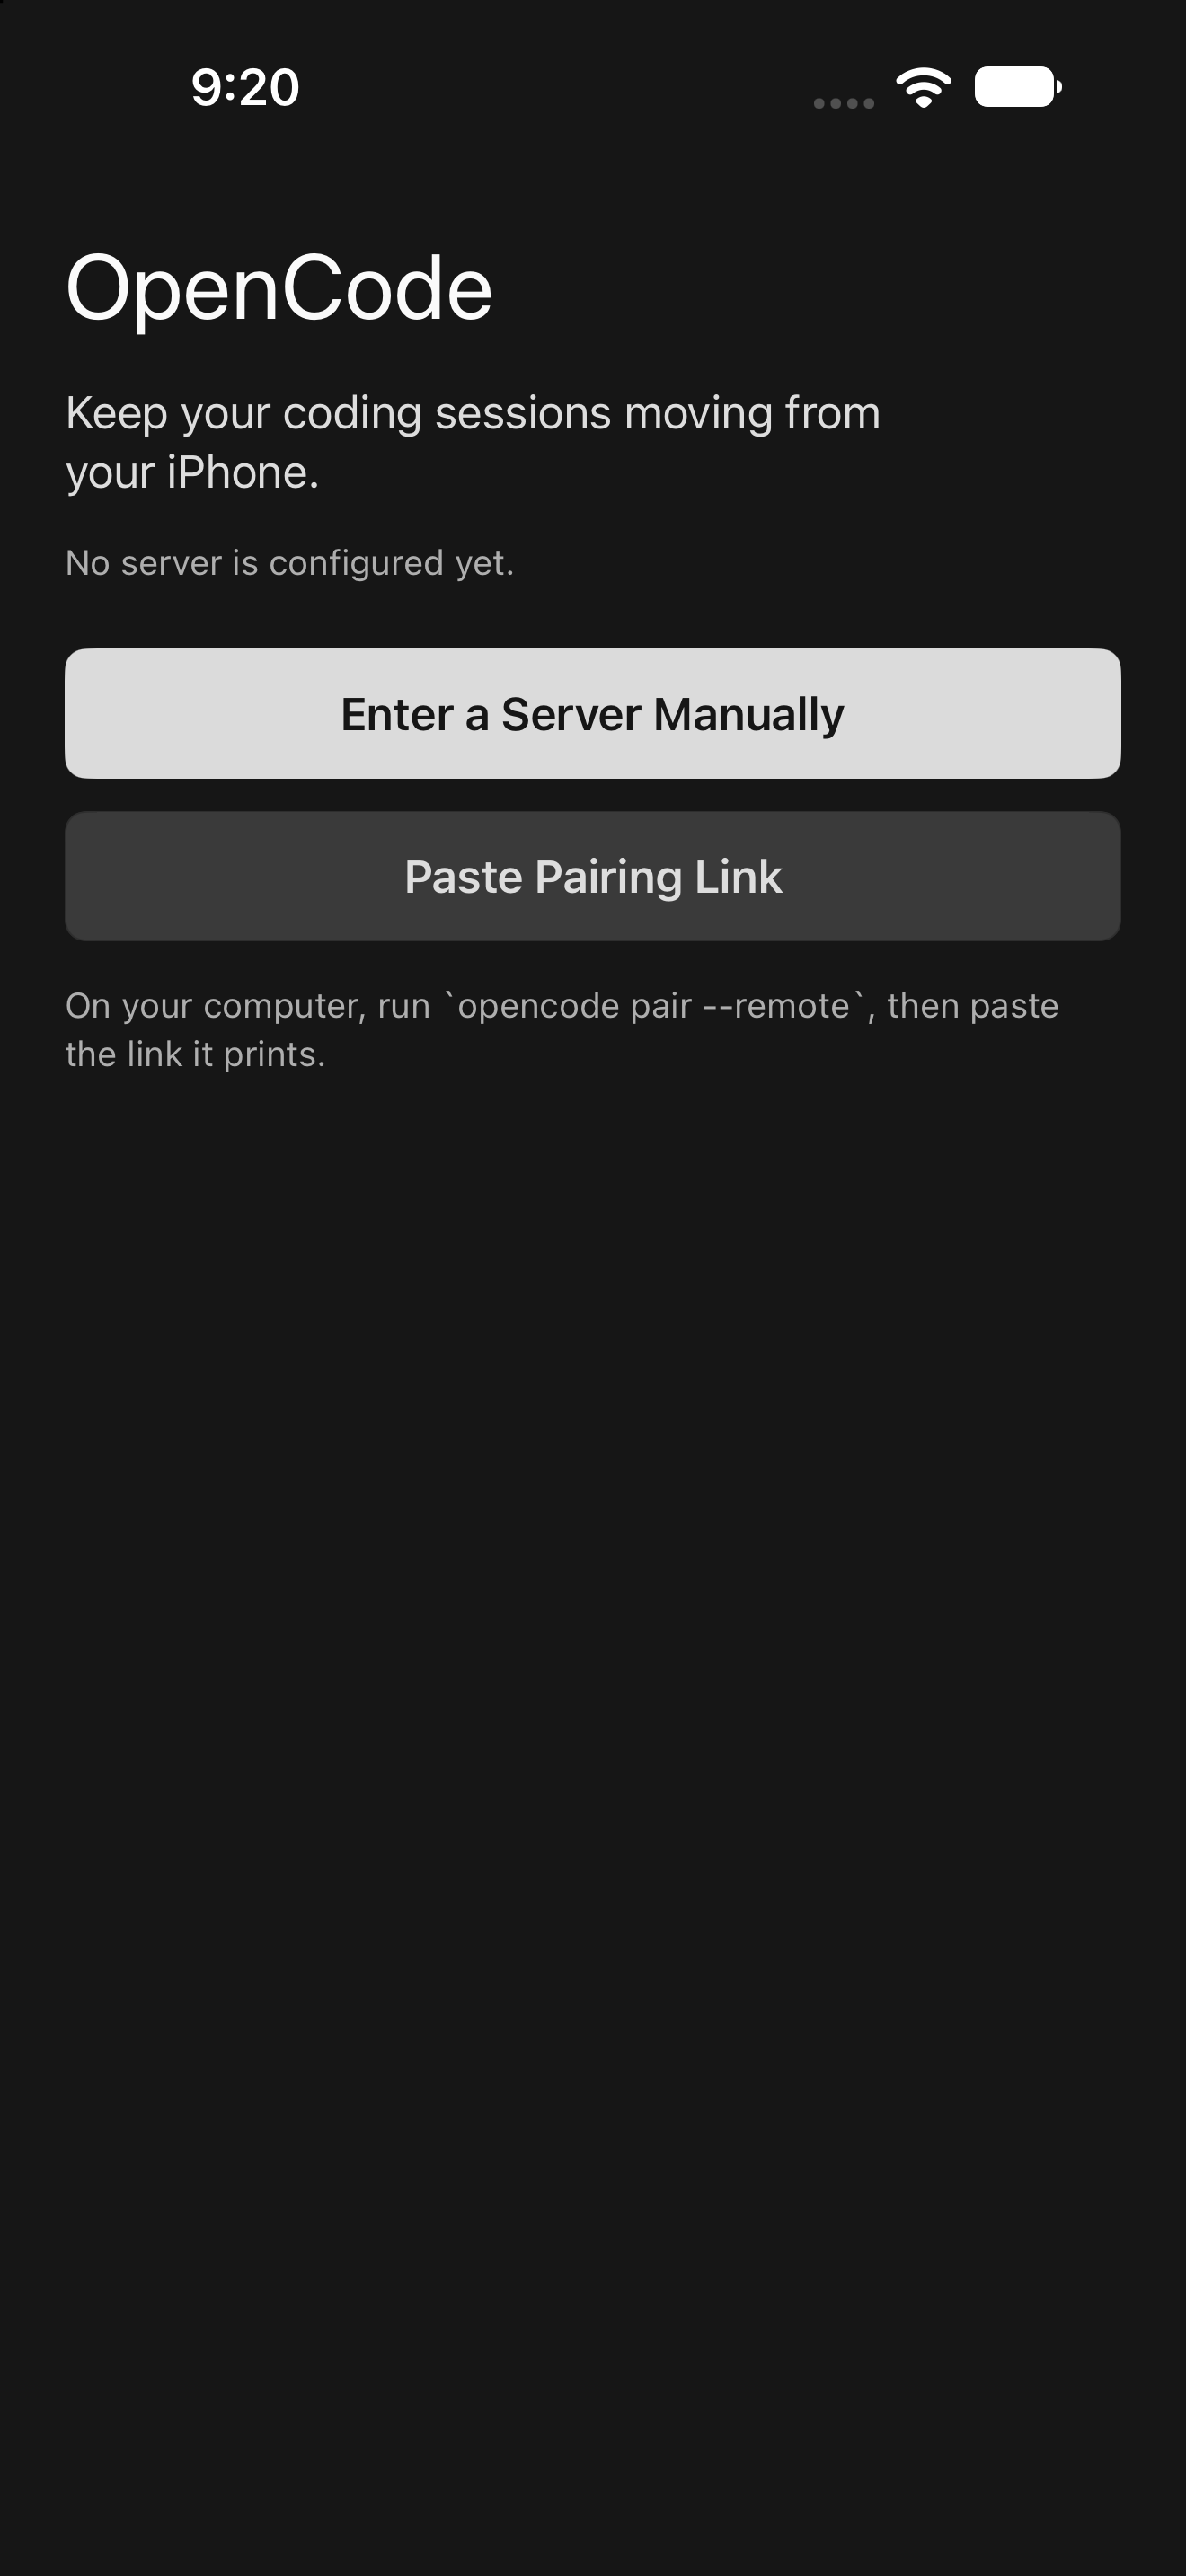 9:20
OpenCode
Keep your coding sessions moving from
your iPhone.
No server is configured yet.
Enter a Server Manually
Paste Pairing Link
On your computer, run `opencode pair --remote`, then paste
the link it prints.